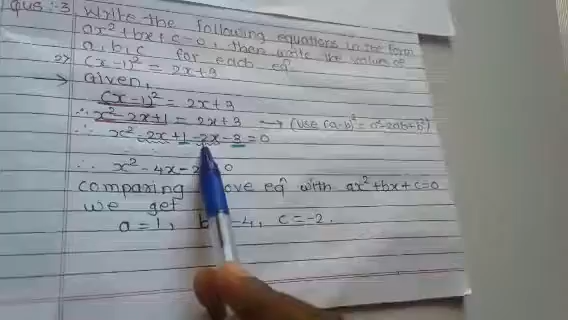 Qus :-3 Write the following equations in the form
ax²+bx+c=0, then write the values of
a, b, c for each eqⁿ
2) (x-1)² = 2x+3
→ Given,
(x-1)² = 2x+3
∴ x²-2x+1 = 2x+3 → (use (a-b)² = a²-2ab+b²)
∴ x²-2x+1-2x-3=0
∴ x²-4x-2 0
comparing ove eqⁿ with ax²+bx+c=0
we get
a=1, b -4, c=-2.